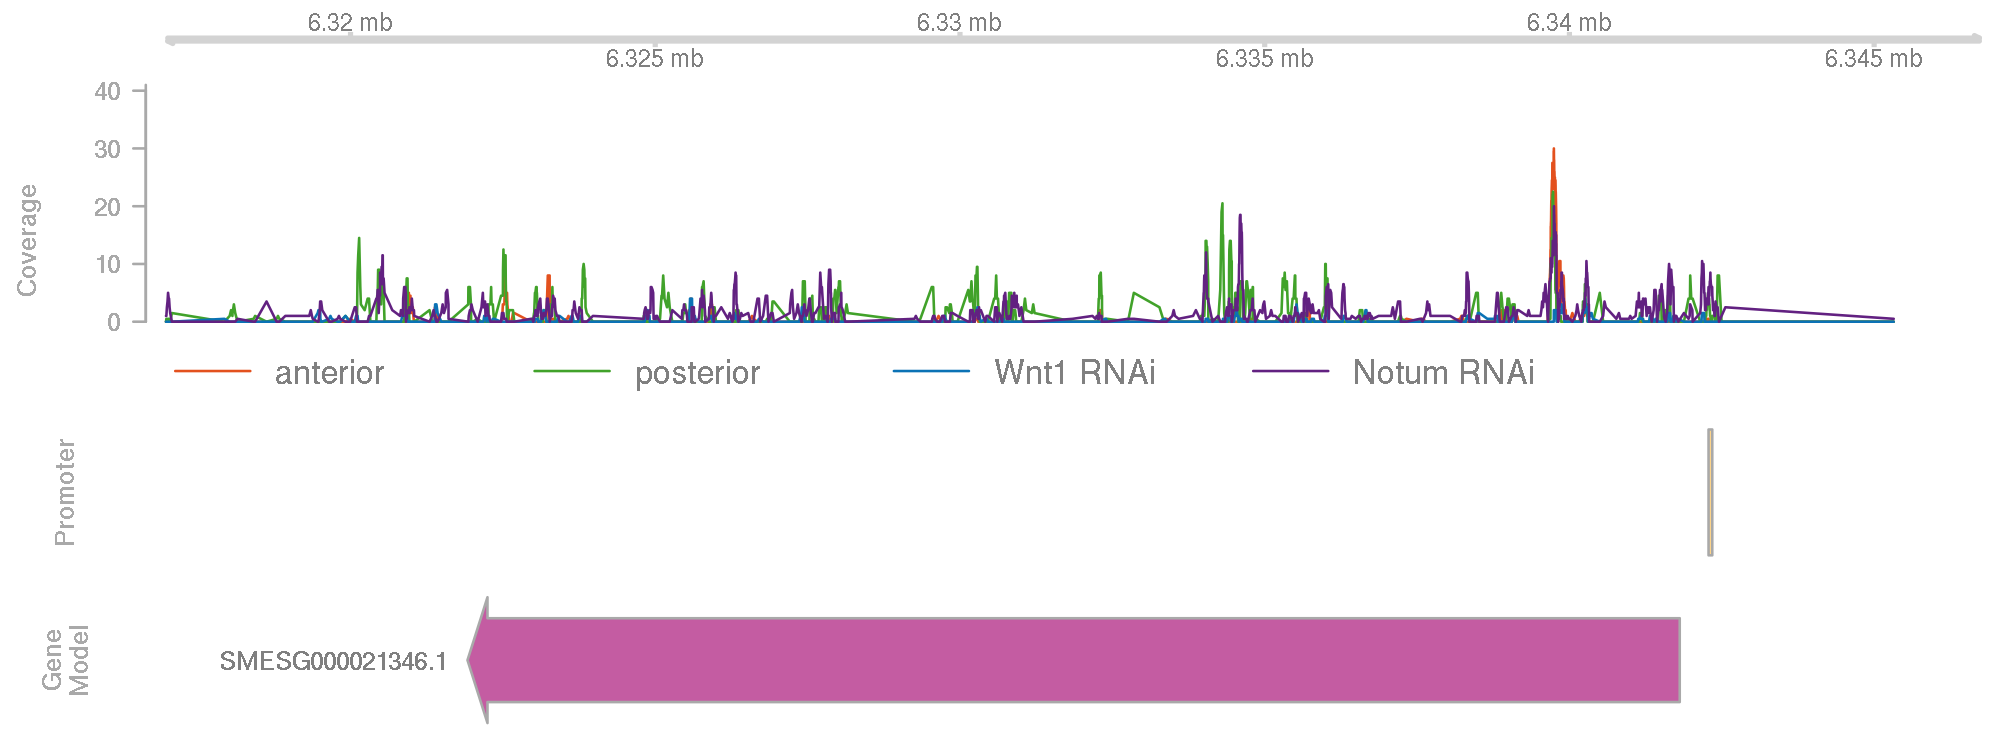 6.32 mb
6.33 mb
6.34 mb
6.325 mb
6.335 mb
6.345 mb
Coverage
40
30
20
10
0
anterior
posterior
Wnt1 RNAi
Notum RNAi
Promoter
Gene
Model
SMESG000021346.1